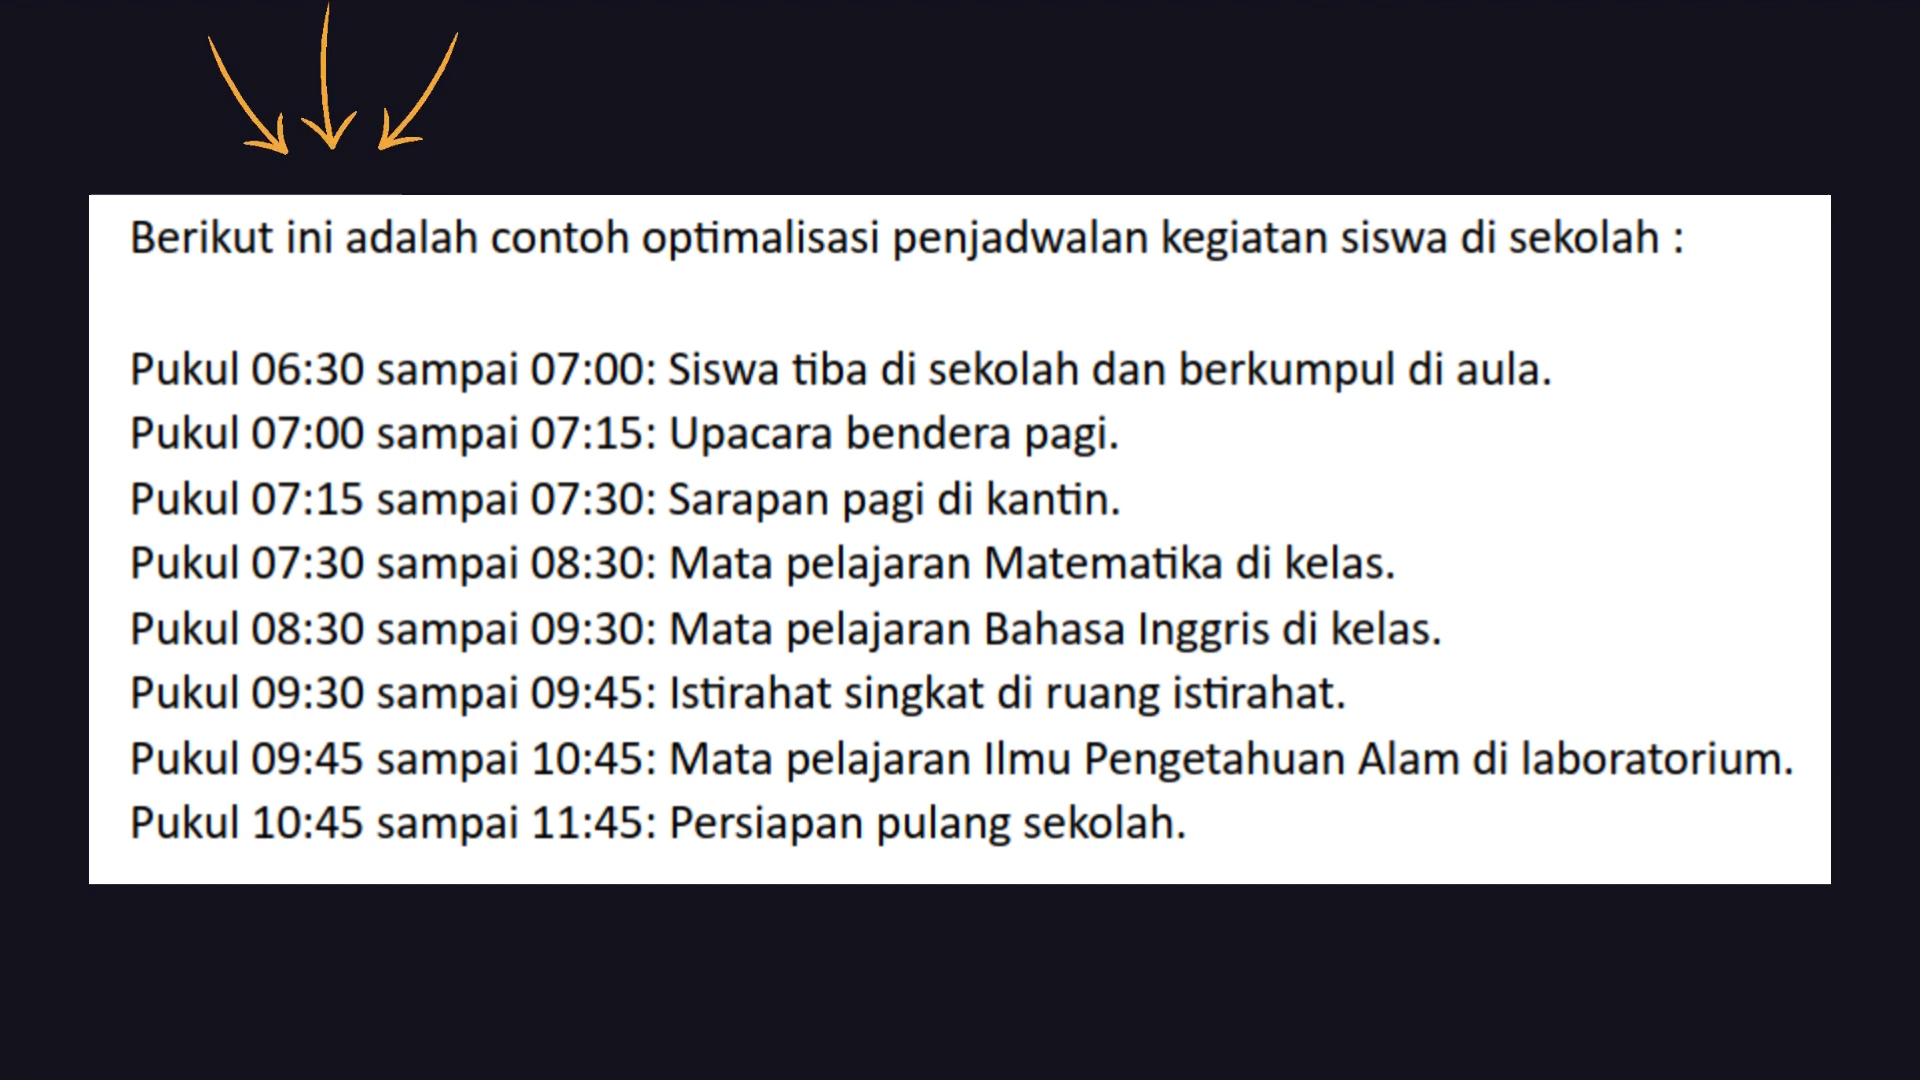 Berikut ini adalah contoh optimalisasi penjadwalan kegiatan siswa di sekolah :
Pukul 06:30 sampai 07:00: Siswa tiba di sekolah dan berkumpul di aula.
Pukul 07:00 sampai 07:15: Upacara bendera pagi.
Pukul 07:15 sampai 07:30: Sarapan pagi di kantin.
Pukul 07:30 sampai 08:30: Mata pelajaran Matematika di kelas.
Pukul 08:30 sampai 09:30: Mata pelajaran Bahasa Inggris di kelas.
Pukul 09:30 sampai 09:45: Istirahat singkat di ruang istirahat.
Pukul 09:45 sampai 10:45: Mata pelajaran Ilmu Pengetahuan Alam di laboratorium.
Pukul 10:45 sampai 11:45: Persiapan pulang sekolah.